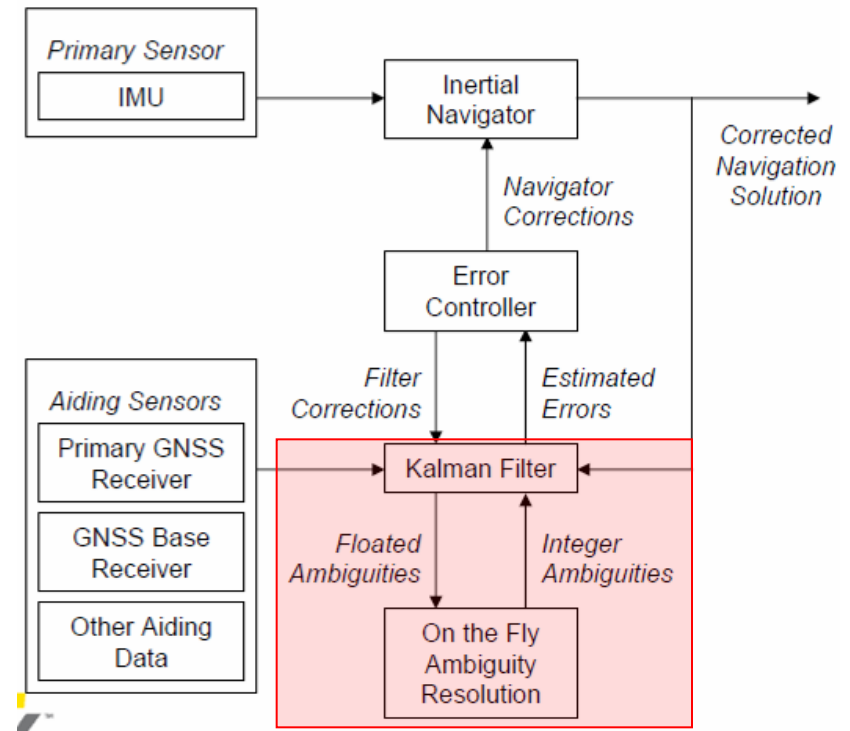 Primary Sensor
IMU
Inertial
Navigator
Corrected
Navigation
Solution
Navigator
Corrections
Error
Controller
Filter
Corrections
Estimated
Errors
Aiding Sensors
Primary GNSS
Receiver
GNSS Base
Receiver
Other Aiding
Data
Kalman Filter
Floated
Ambiguities
Integer
Ambiguities
On the Fly
Ambiguity
Resolution